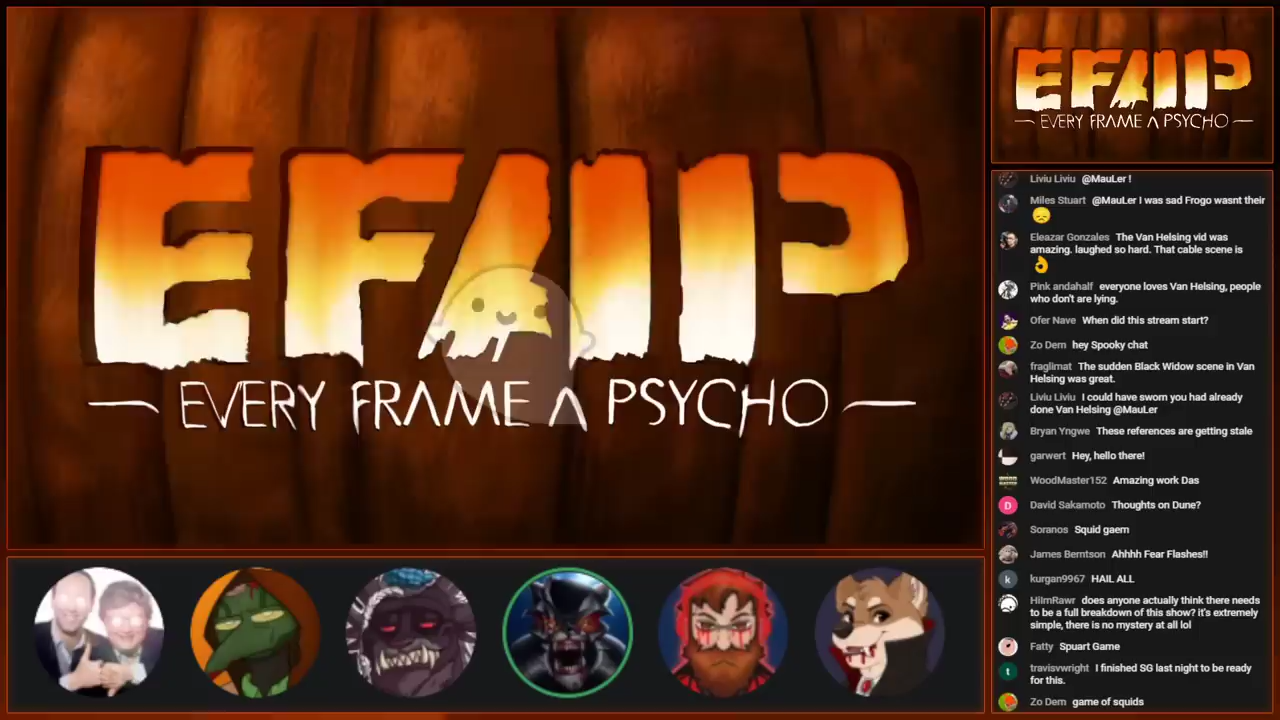 EFAP
EVERY FRAME A PSYCHO
EFAP
EVERY FRAME A PSYCHO
Liviu Liviu @MauLer !
Miles Stuart @MauLer I was sad Frogo wasnt their
Eleazar Gonzales The Van Helsing vid was
amazing. laughed so hard. That cable scene is
Pink andahalf everyone loves Van Helsing, people
who don't are lying.
Ofer Nave When did this stream start?
Zo Dem hey Spooky chat
fraglimat The sudden Black Widow scene in Van
Helsing was great.
Liviu Liviu I could have sworn you had already
done Van Helsing @MauLer
Bryan Yngwe These references are getting stale
garwert Hey, hello there!
WoodMaster152 Amazing work Das
D
David Sakamoto Thoughts on Dune?
Soranos Squid gaem
James Berntson Ahhhh Fear Flashes!!
k
kurgan9967 HAIL ALL
HiImRawr does anyone actually think there needs
to be a full breakdown of this show? it's extremely
simple, there is no mystery at all lol
Fatty Spuart Game
t
travisvwright I finished SG last night to be ready
for this.
Zo Dem game of squids